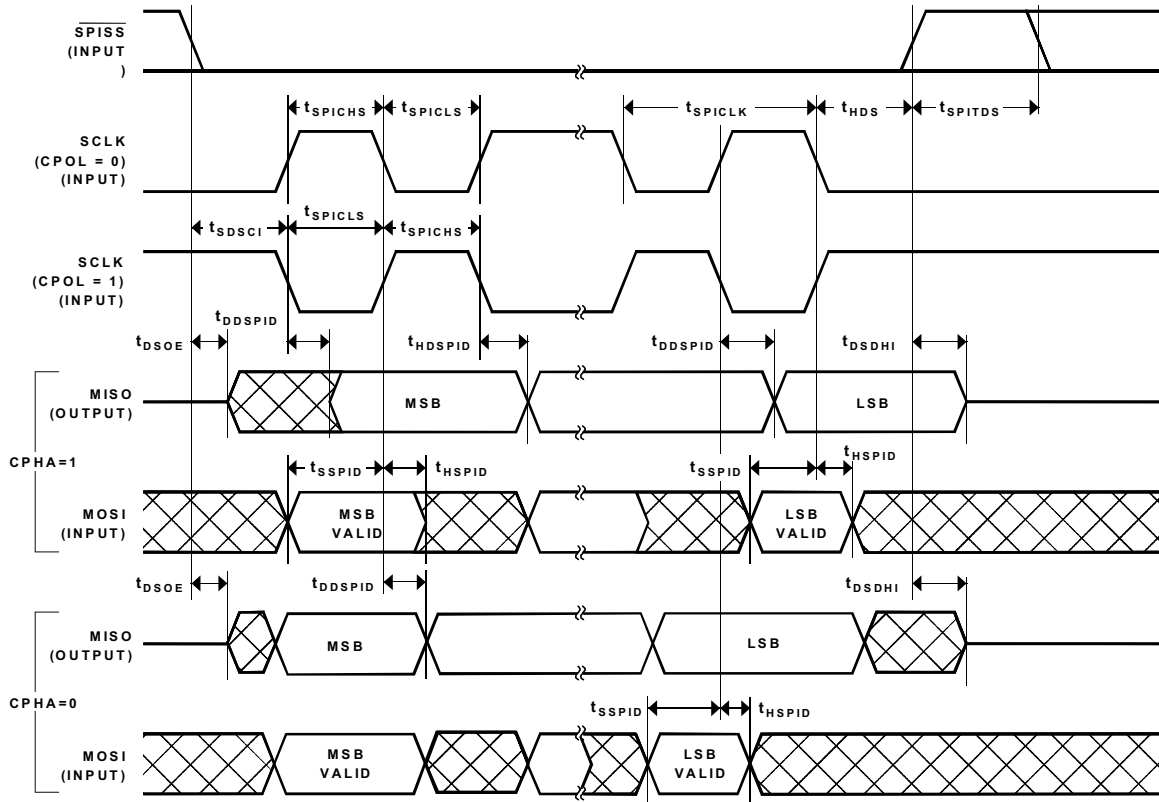 SPISS
(INPUT
)
tSPICHS tSPICLS tSPICLK tHDS tSPITDS
SCLK
(CPOL = 0)
(INPUT)
tSDSCI tSPICLS tSPICHS
SCLK
(CPOL = 1)
(INPUT)
tDSOE tDDSPID tHDSPID tDDSPID tDSDHI
CPHA=1
MISO
(OUTPUT)
MSB LSB
tSSPID tHSPID tSSPID tHSPID
MOSI
(INPUT)
MSB
VALID
LSB
VALID
tDSOE tDDSPID tDSDHI
CPHA=0
MISO
(OUTPUT)
MSB LSB
tSSPID tHSPID
MOSI
(INPUT)
MSB
VALID
LSB
VALID